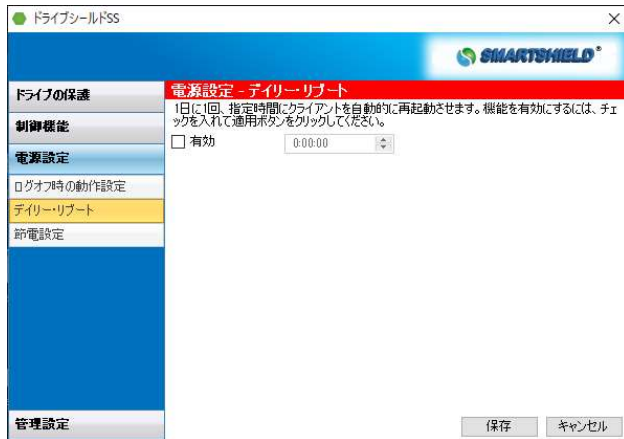 ドライブシールドSS
SMARTSHIELD®
ドライブの保護
制御機能
電源設定
ログオフ時の動作設定
デイリー・リブート
節電設定
管理設定
電源設定 - デイリー・リブート
1日に1回、指定時間にクライアントを自動的に再起動させます。機能を有効にするには、チェ
ックを入れて適用ボタンをクリックしてください。
有効 0:00:00
保存 キャンセル